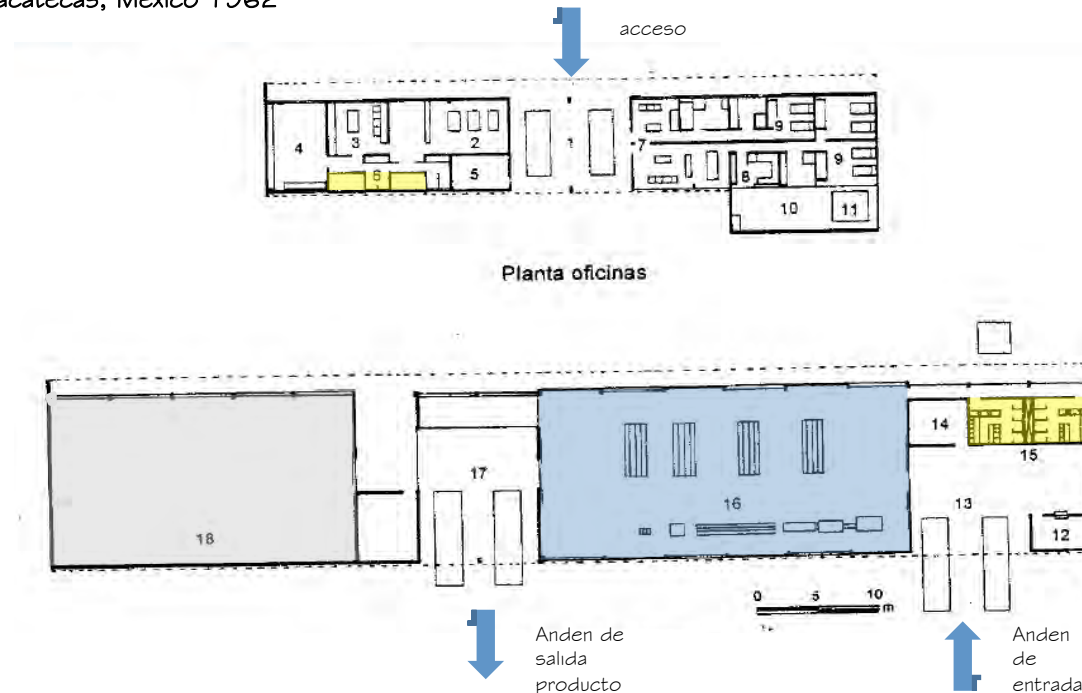 acatecas, México 1982
acceso
4
3
2
1
7
9
6
5
8
9
10
11
Planta oficinas
14
15
17
16
13
12
18
0 5 10 m
Anden de
salida
producto
Anden
de
entrada